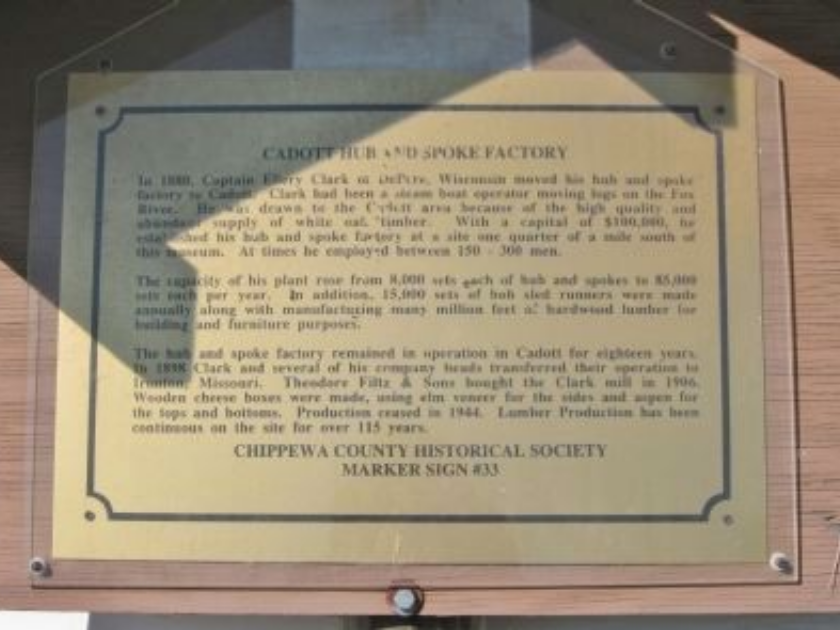 CADOTT HUB AND SPOKE FACTORY
In 1880, Captain Ellery Clark of DePere, Wisconsin moved his hub and spoke
factory to Cadott. Clark had been a steam boat operator moving logs on the Fox
River. He was drawn to the Cadott area because of the high quality and
abundant supply of white oak timber. With a capital of $100,000, he
established his hub and spoke factory at a site one quarter of a mile south of
this museum. At times he employed between 150 - 300 men.
The capacity of his plant rose from 8,000 sets each of hub and spokes to 85,000
sets each per year. In addition, 15,000 sets of bob sled runners were made
annually along with manufacturing many million feet of hardwood lumber for
building and furniture purposes.
The hub and spoke factory remained in operation in Cadott for eighteen years.
In 1898 Clark and several of his company heads transferred their operation to
Ironton, Missouri. Theodore Filtz & Sons bought the Clark mill in 1906.
Wooden cheese boxes were made, using elm veneer for the sides and aspen for
the tops and bottoms. Production ceased in 1944. Lumber Production has been
continuous on the site for over 115 years.
CHIPPEWA COUNTY HISTORICAL SOCIETY
MARKER SIGN #33